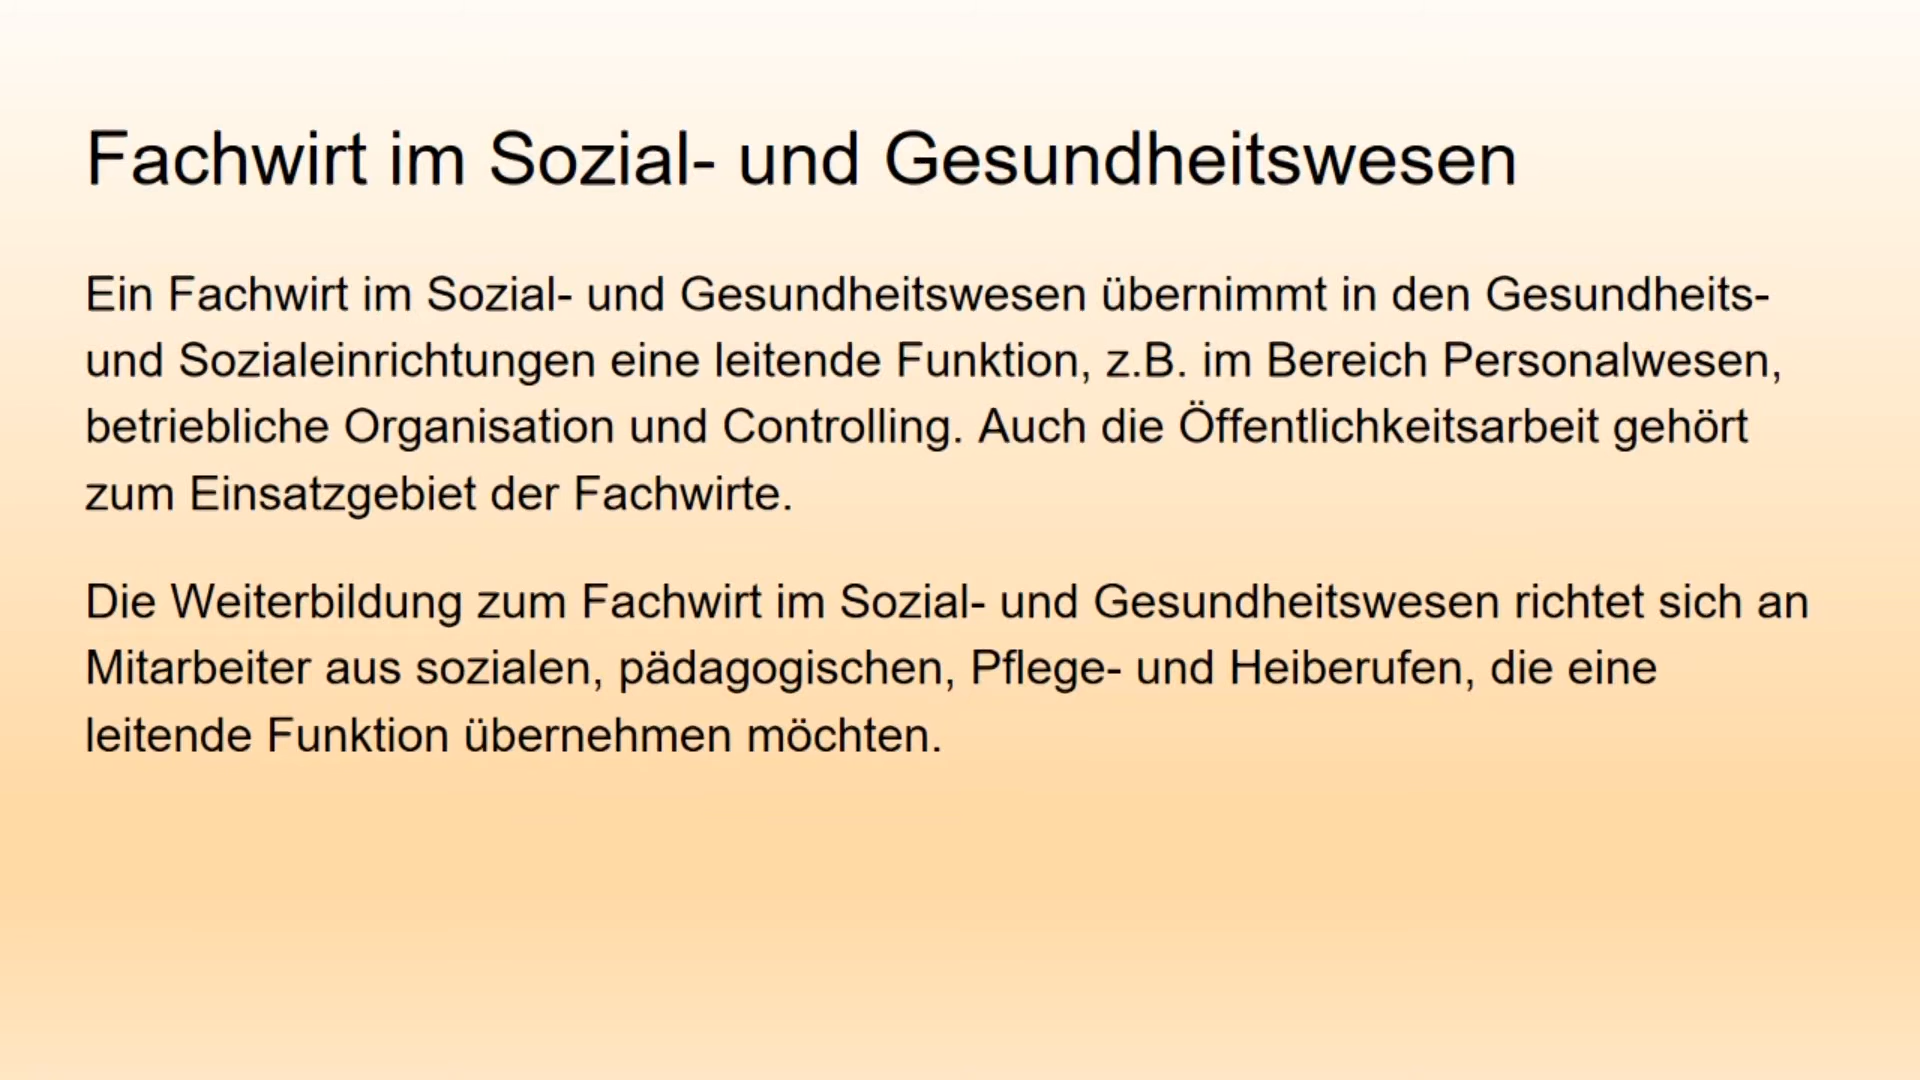 Fachwirt im Sozial- und Gesundheitswesen
Ein Fachwirt im Sozial- und Gesundheitswesen übernimmt in den Gesundheits-
und Sozialeinrichtungen eine leitende Funktion, z.B. im Bereich Personalwesen,
betriebliche Organisation und Controlling. Auch die Öffentlichkeitsarbeit gehört
zum Einsatzgebiet der Fachwirte.
Die Weiterbildung zum Fachwirt im Sozial- und Gesundheitswesen richtet sich an
Mitarbeiter aus sozialen, pädagogischen, Pflege- und Heiberufen, die eine
leitende Funktion übernehmen möchten.